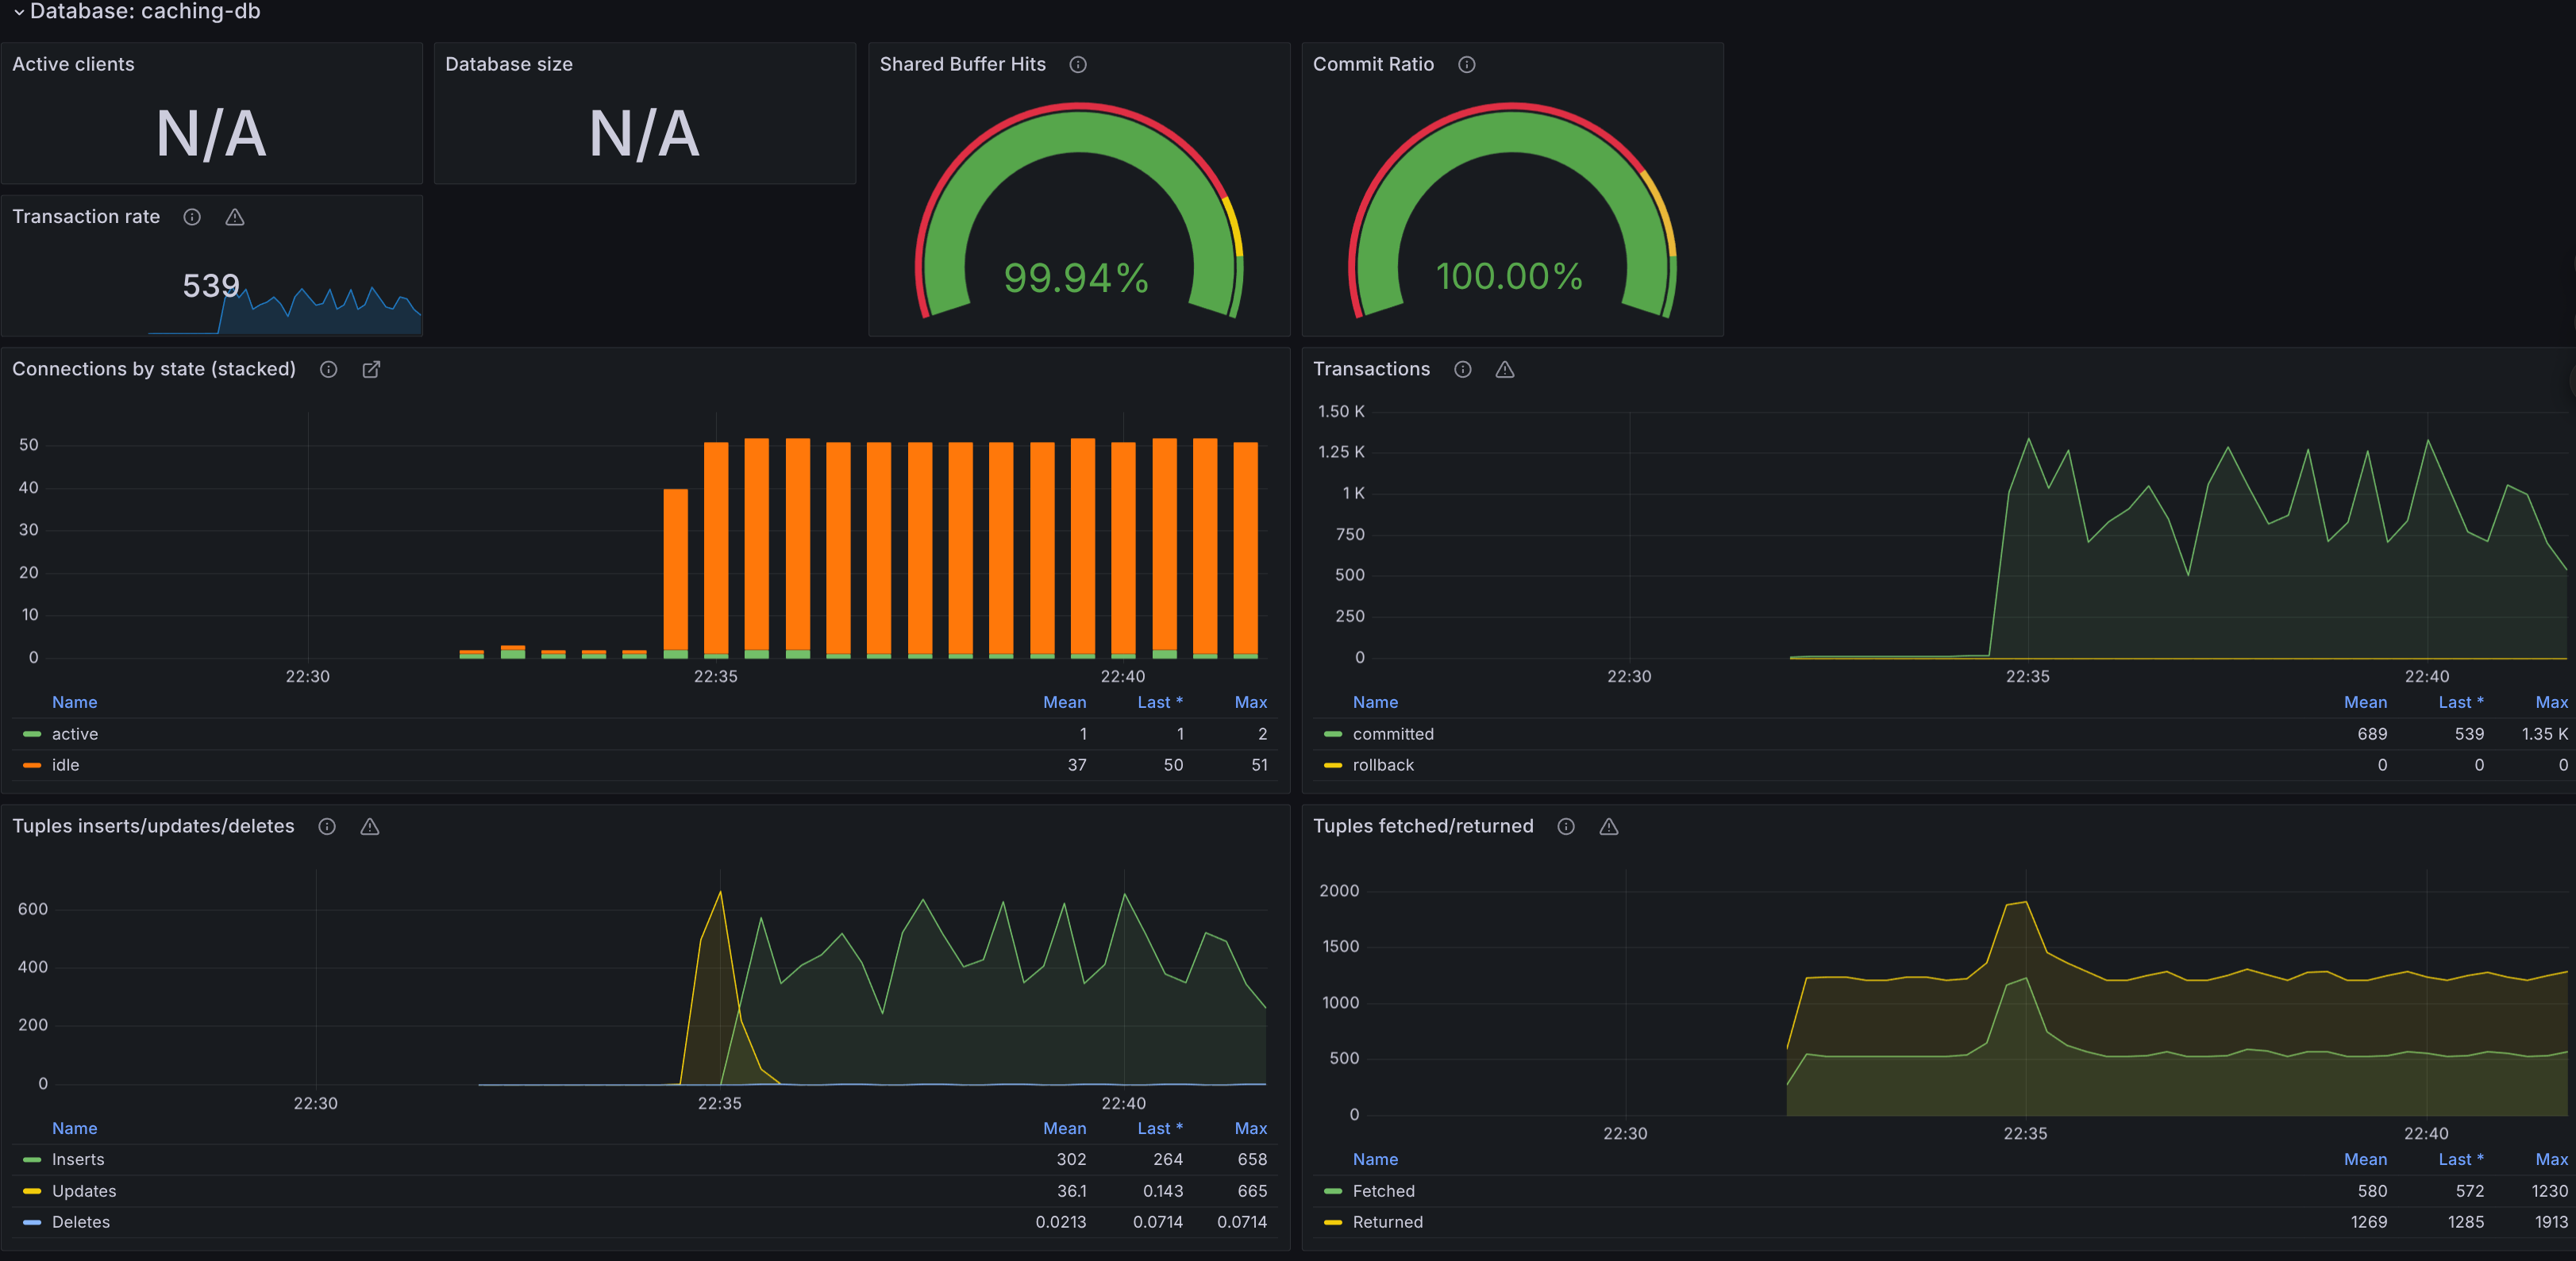 Database: caching-db
Active clients
N/A
Database size
N/A
Shared Buffer Hits
99.94%
Commit Ratio
100.00%
Transaction rate
539
Connections by state (stacked)
50
40
30
20
10
0
22:30 22:35 22:40
Name Mean Last * Max
active 1 1 2
idle 37 50 51
Transactions
1.50 K
1.25 K
1 K
750
500
250
0
22:30 22:35 22:40
Name Mean Last * Max
committed 689 539 1.35 K
rollback 0 0 0
Tuples inserts/updates/deletes
600
400
200
0
22:30 22:35 22:40
Name Mean Last * Max
Inserts 302 264 658
Updates 36.1 0.143 665
Deletes 0.0213 0.0714 0.0714
Tuples fetched/returned
2000
1500
1000
500
0
22:30 22:35 22:40
Name Mean Last * Max
Fetched 580 572 1230
Returned 1269 1285 1913